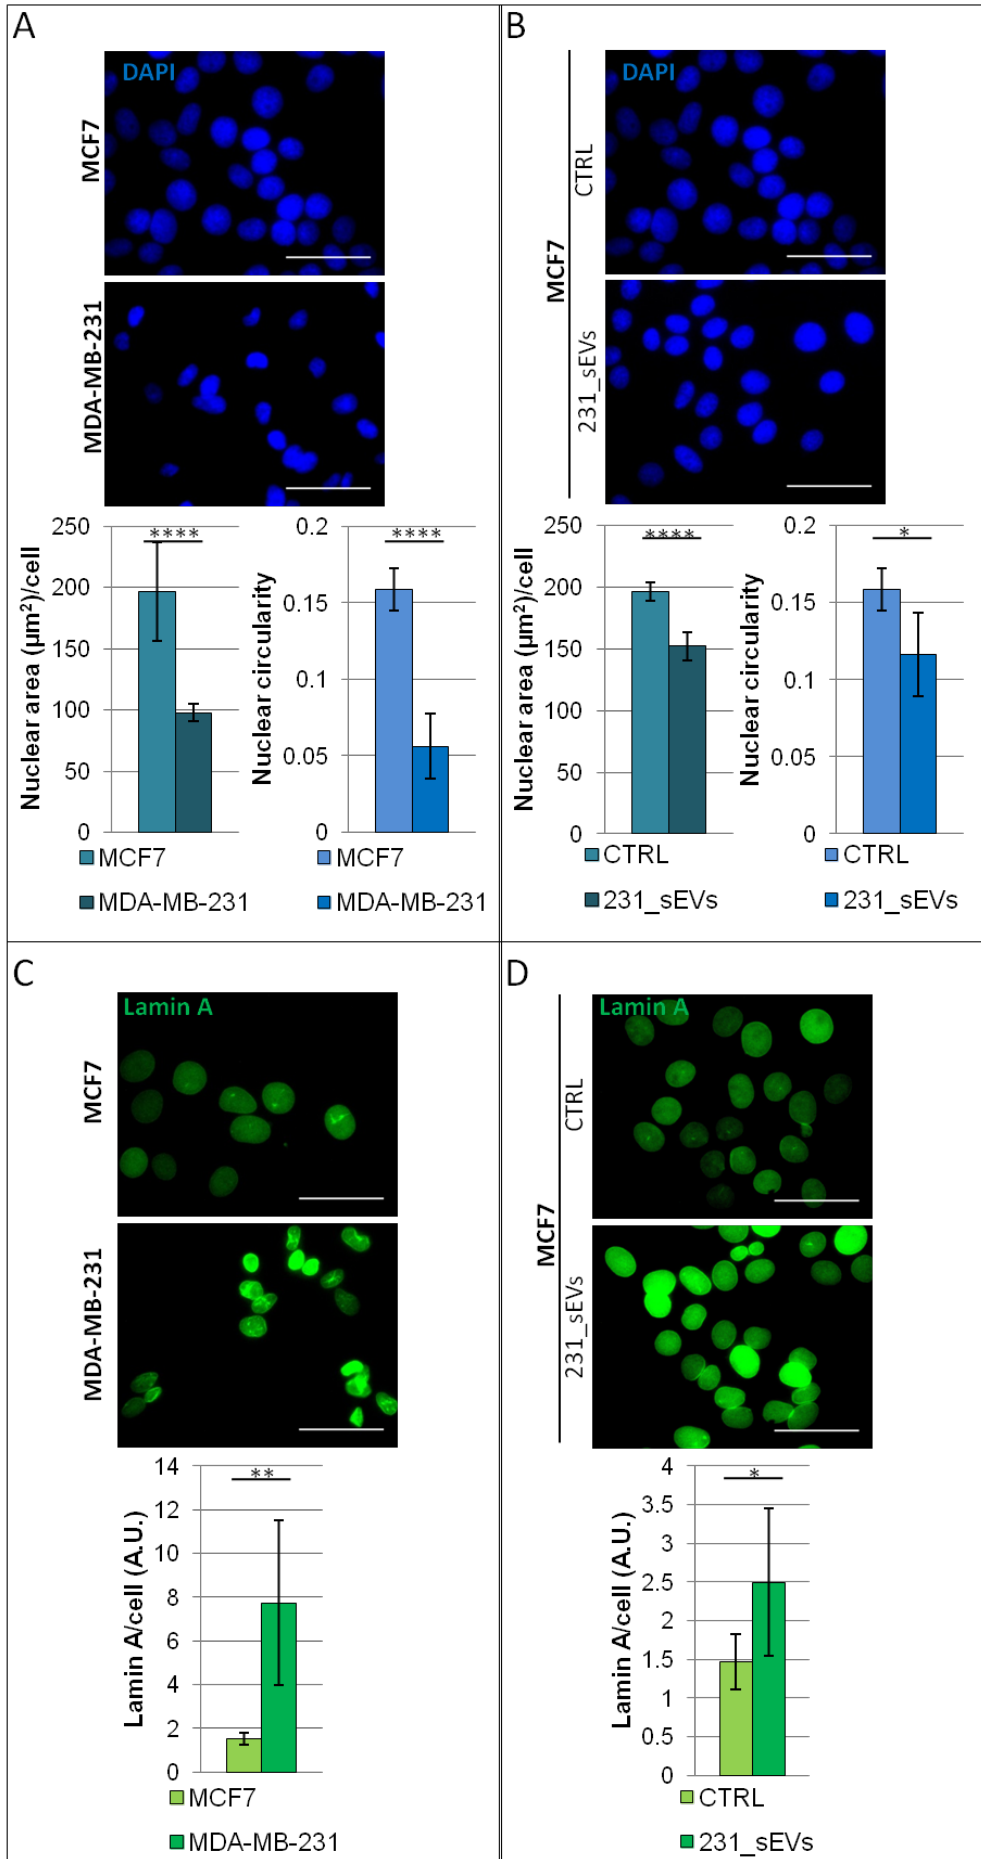 A
DAPI
MCF7
MDA-MB-231
Nuclear area (µm²)/cell
250
200
150
100
50
0
****
MCF7
MDA-MB-231
Nuclear circularity
0.2
0.15
0.1
0.05
0
****
MCF7
MDA-MB-231
B
DAPI
MCF7
CTRL
231_sEVs
Nuclear area (µm²)/cell
250
200
150
100
50
0
****
CTRL
231_sEVs
Nuclear circularity
0.2
0.15
0.1
0.05
0
*
CTRL
231_sEVs
C
Lamin A
MCF7
MDA-MB-231
Lamin A/cell (A.U.)
14
12
10
8
6
4
2
0
**
MCF7
MDA-MB-231
D
Lamin A
MCF7
CTRL
231_sEVs
Lamin A/cell (A.U.)
4
3.5
3
2.5
2
1.5
1
0.5
0
*
CTRL
231_sEVs